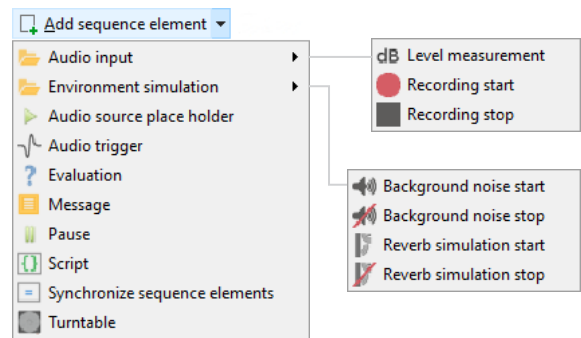 Add sequence element
Audio input
Environment simulation
Audio source place holder
Audio trigger
Evaluation
Message
Pause
Script
Synchronize sequence elements
Turntable
dB Level measurement
Recording start
Recording stop
Background noise start
Background noise stop
Reverb simulation start
Reverb simulation stop